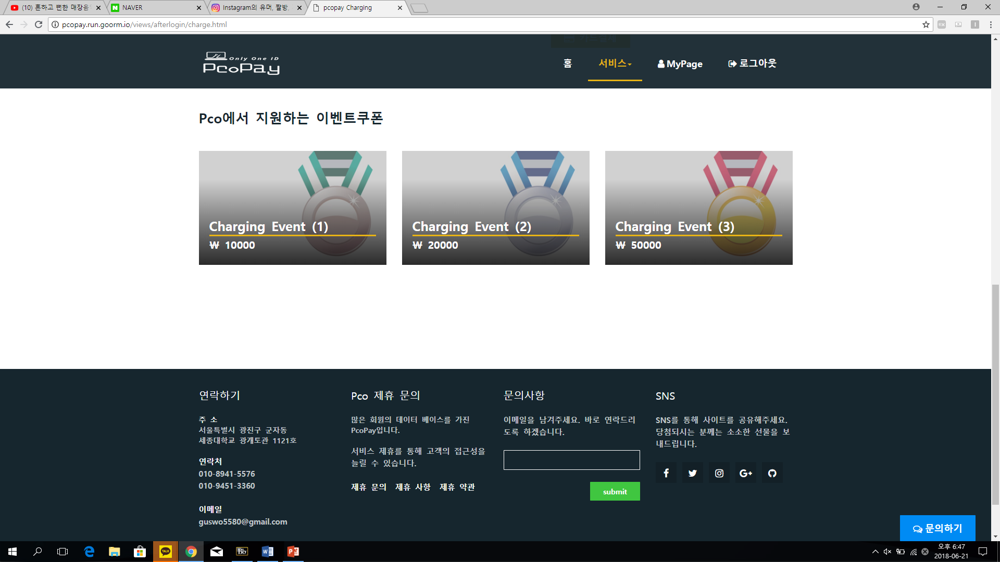 (10) 흔하고 뻔한 매장음
NAVER
Instagram의 유머, 짤방,
pcopay Charging
pcopay.run.goorm.io/views/afterlogin/charge.html
Only One ID
PcoPay
홈
서비스
MyPage
로그아웃
Pco에서 지원하는 이벤트쿠폰
Charging Event (1)
₩ 10000
Charging Event (2)
₩ 20000
Charging Event (3)
₩ 50000
연락하기
주 소
서울특별시 광진구 군자동
세종대학교 광개토관 1121호
연락처
010-8941-5576
010-9451-3360
이메일
guswo5580@gmail.com
Pco 제휴 문의
많은 회원의 데이터 베이스를 가진
PcoPay입니다.
서비스 제휴를 통해 고객의 접근성을
늘릴 수 있습니다.
제휴 문의 제휴 사항 제휴 약관
문의사항
이메일을 남겨주세요. 바로 연락드리
도록 하겠습니다.
submit
SNS
SNS를 통해 사이트를 공유해주세요.
당첨되시는 분께는 소소한 선물을 보
내드립니다.
G+
문의하기
TALK
Bb
오후 6:47
2018-06-21